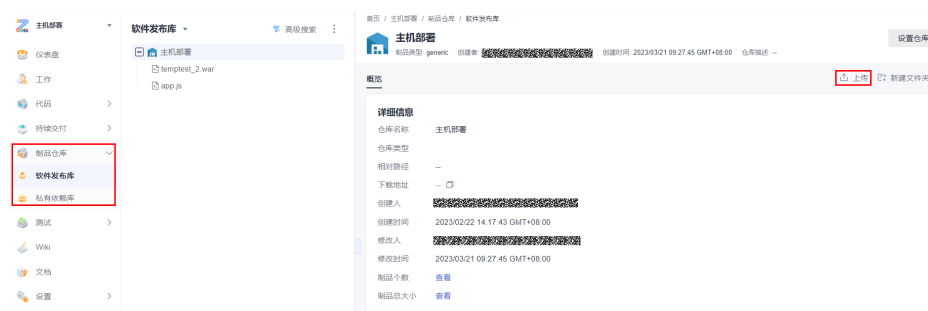 主机部署
仪表盘
工作
代码
持续交付
制品仓库
软件发布库
私有依赖库
测试
Wiki
文档
设置
软件发布库
高级搜索
主机部署
temptest_2.war
app.js
首页 / 主机部署 / 制品仓库 / 软件发布库
主机部署
设置仓库
制品类型: generic 创建者: 创建时间: 2023/03/21 09:27:45 GMT+08:00 仓库描述: --
概览
上传
新建文件夹
详细信息
仓库名称 主机部署
仓库类型
相对路径 --
下载地址 --
创建人
创建时间 2023/02/22 14:17:43 GMT+08:00
修改人
修改时间 2023/03/21 09:27:45 GMT+08:00
制品个数 查看
制品总大小 查看